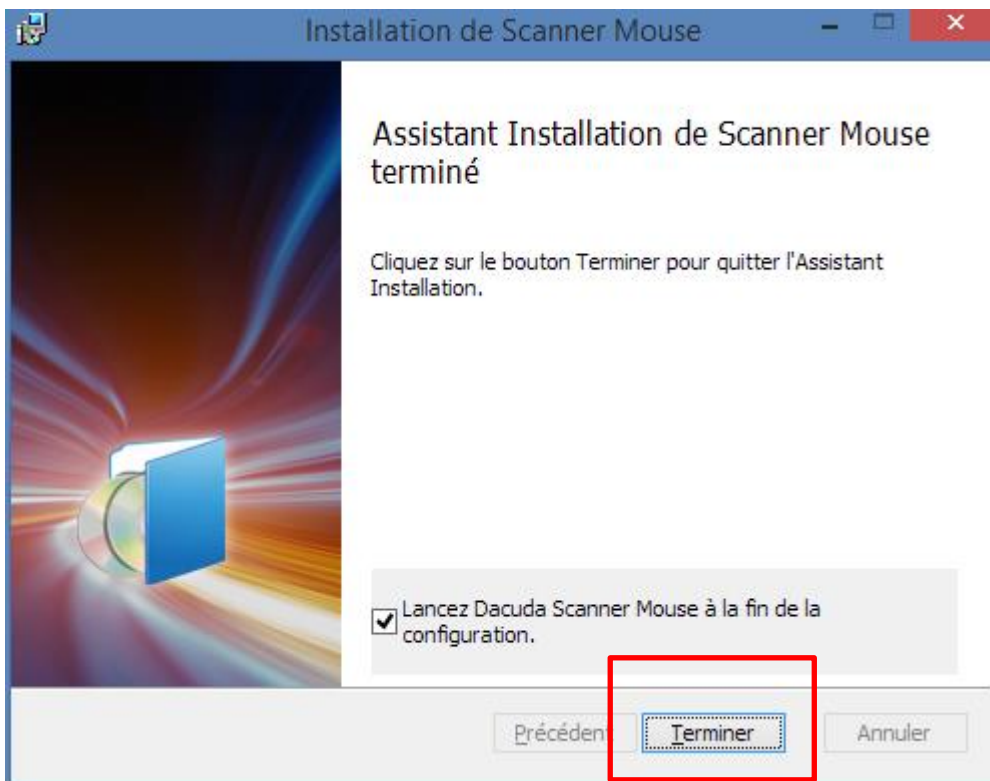 Installation de Scanner Mouse
Assistant Installation de Scanner Mouse
terminé
Cliquez sur le bouton Terminer pour quitter l'Assistant
Installation.
Lancez Dacuda Scanner Mouse à la fin de la
configuration.
Précéden Terminer Annuler